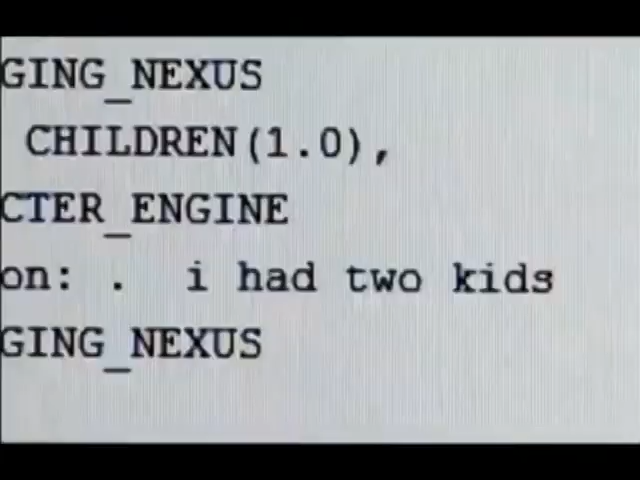 GING_NEXUS
CHILDREN(1.0),
CTER_ENGINE
on: .  i had two kids
GING_NEXUS